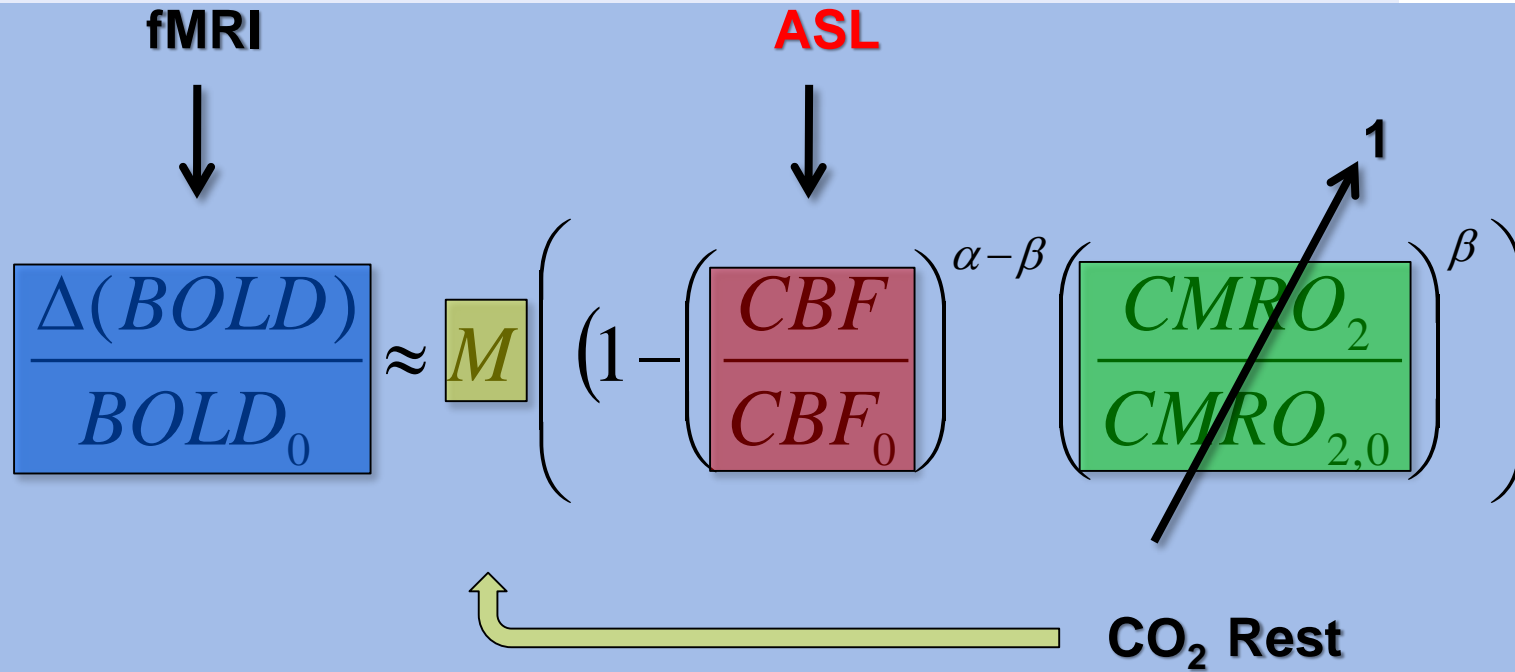 fMRI ASL
1
Δ(BOLD) / BOLD₀ ≈ M ( (1 − (CBF / CBF₀)^{α−β} (CMRO₂ / CMRO₂,₀)^β )
CO₂ Rest